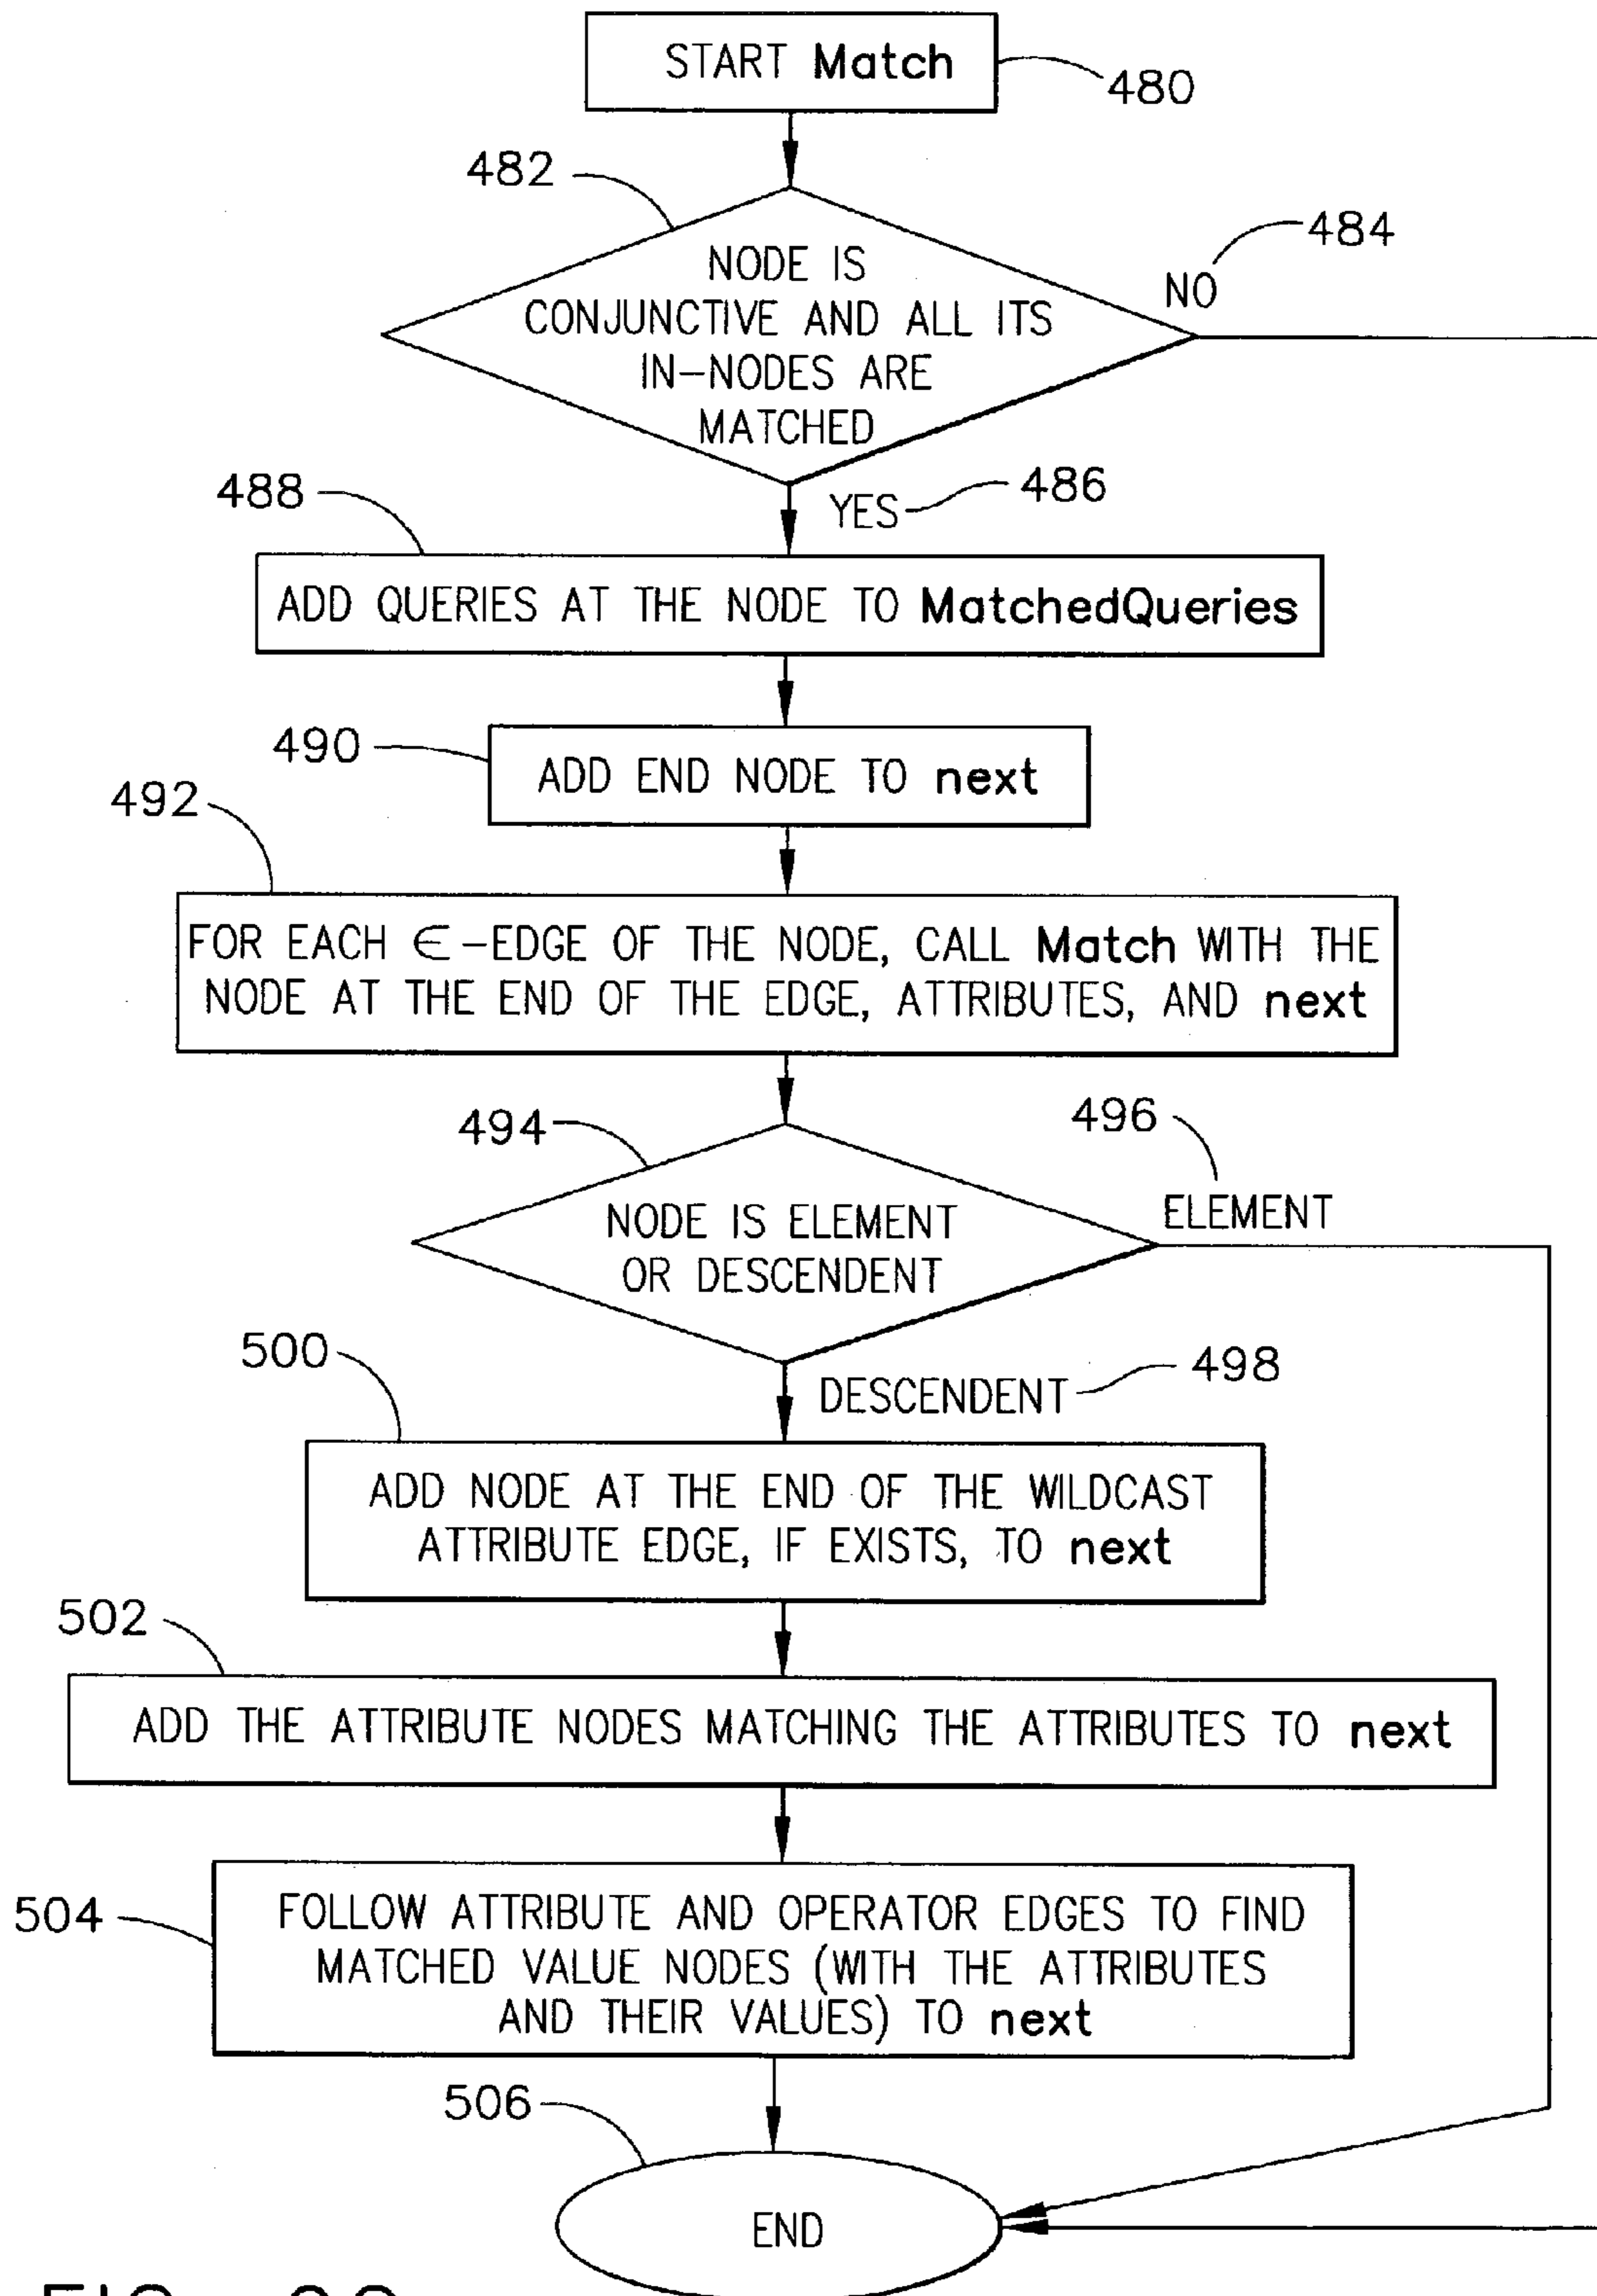 START Match
480
482
NODE IS
CONJUNCTIVE AND ALL ITS
IN-NODES ARE
MATCHED
NO
484
YES
486
488
ADD QUERIES AT THE NODE TO MatchedQueries
490
ADD END NODE TO next
492
FOR EACH ∈-EDGE OF THE NODE, CALL Match WITH THE
NODE AT THE END OF THE EDGE, ATTRIBUTES, AND next
494
NODE IS ELEMENT
OR DESCENDENT
496
ELEMENT
DESCENDENT
498
500
ADD NODE AT THE END OF THE WILDCAST
ATTRIBUTE EDGE, IF EXISTS, TO next
502
ADD THE ATTRIBUTE NODES MATCHING THE ATTRIBUTES TO next
504
FOLLOW ATTRIBUTE AND OPERATOR EDGES TO FIND
MATCHED VALUE NODES (WITH THE ATTRIBUTES
AND THEIR VALUES) TO next
506
END
FIG.